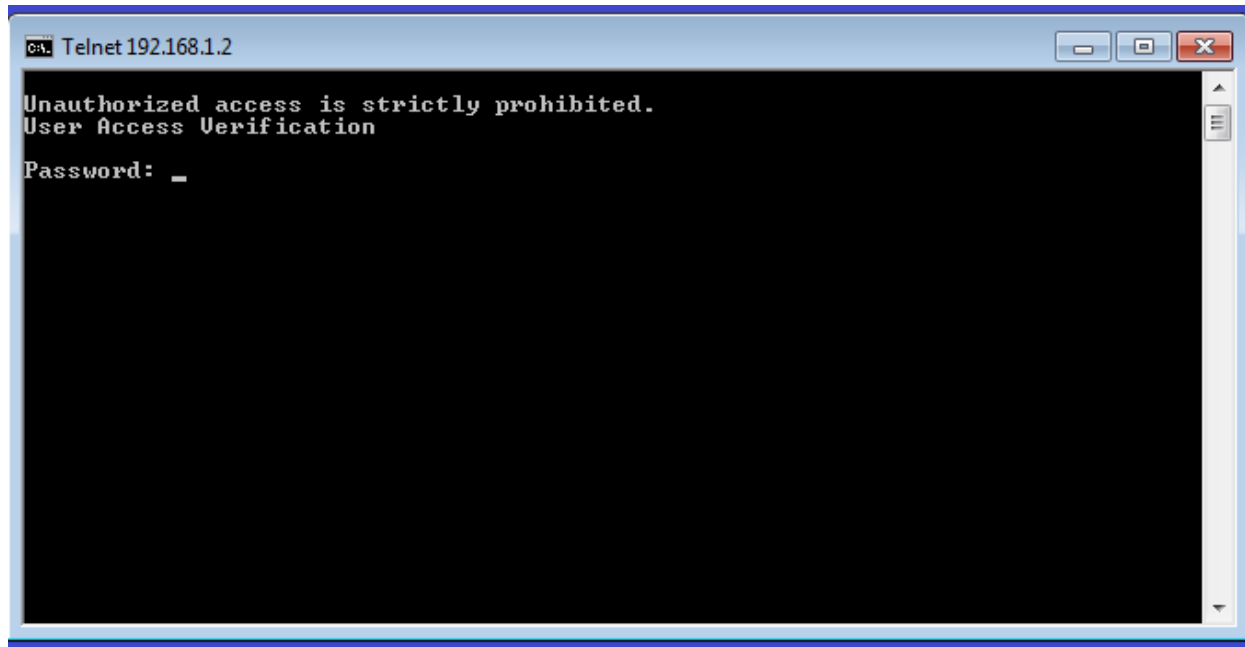 Telnet 192.168.1.2
Unauthorized access is strictly prohibited.
User Access Verification
Password: _